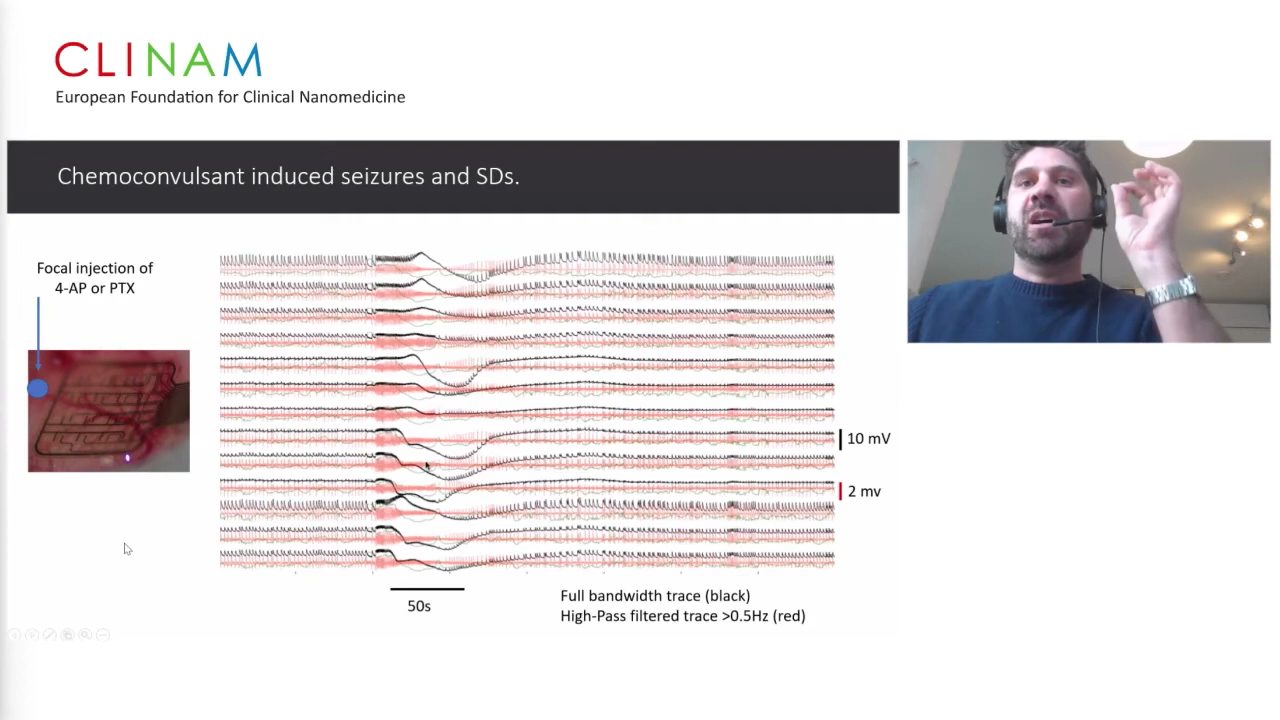 CLINAM
European Foundation for Clinical Nanomedicine
Chemoconvulsant induced seizures and SDs.
Focal injection of
4-AP or PTX
10 mV
2 mv
50s
Full bandwidth trace (black)
High-Pass filtered trace >0.5Hz (red)